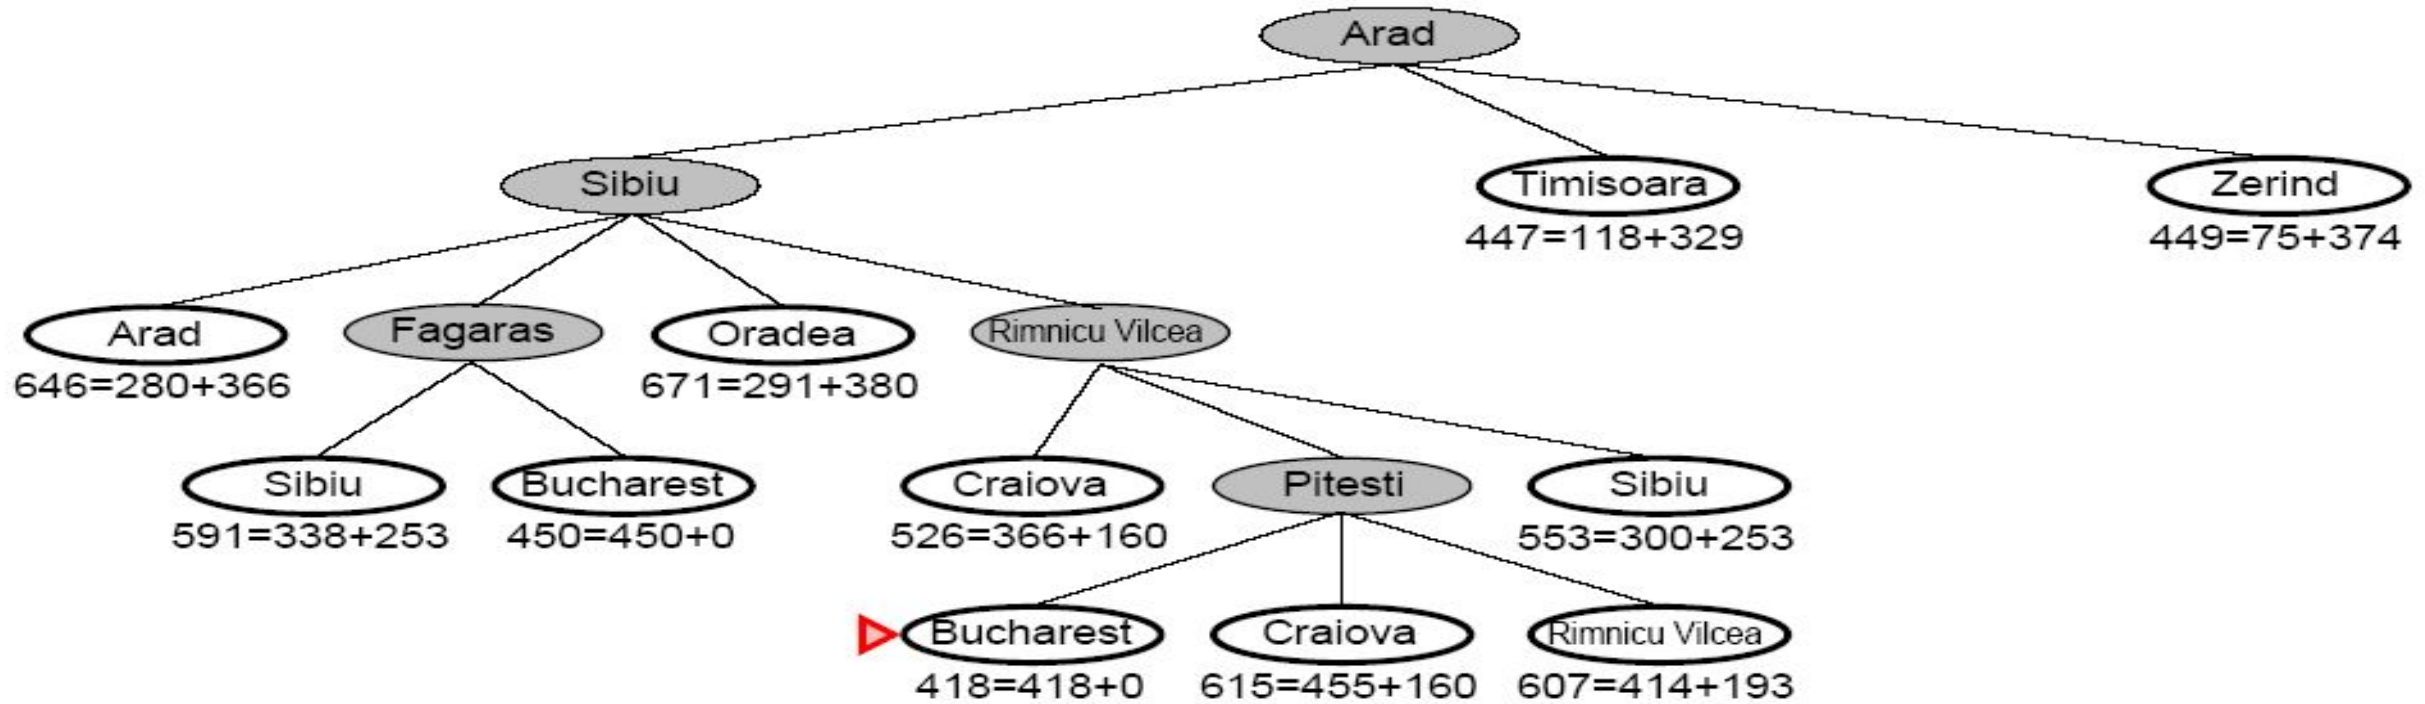 Arad
Sibiu
Timisoara
Zerind
447=118+329
449=75+374
Arad
Fagaras
Oradea
Rimnicu Vilcea
646=280+366
671=291+380
Sibiu
Bucharest
Craiova
Pitesti
Sibiu
591=338+253
450=450+0
526=366+160
553=300+253
Bucharest
Craiova
Rimnicu Vilcea
418=418+0
615=455+160
607=414+193